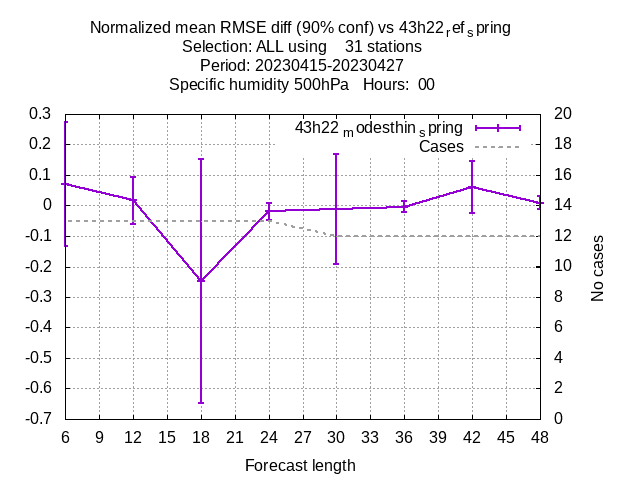 Normalized mean RMSE diff (90% conf) vs 43h22refspring
Selection: ALL using    31 stations
Period: 20230415-20230427
Specific humidity 500hPa   Hours:  00
43h22modesthinspring
Cases
0.3
0.2
0.1
0
-0.1
-0.2
-0.3
-0.4
-0.5
-0.6
-0.7
20
18
16
14
12
10
8
6
4
2
0
No cases
6 9 12 15 18 21 24 27 30 33 36 39 42 45 48
Forecast length